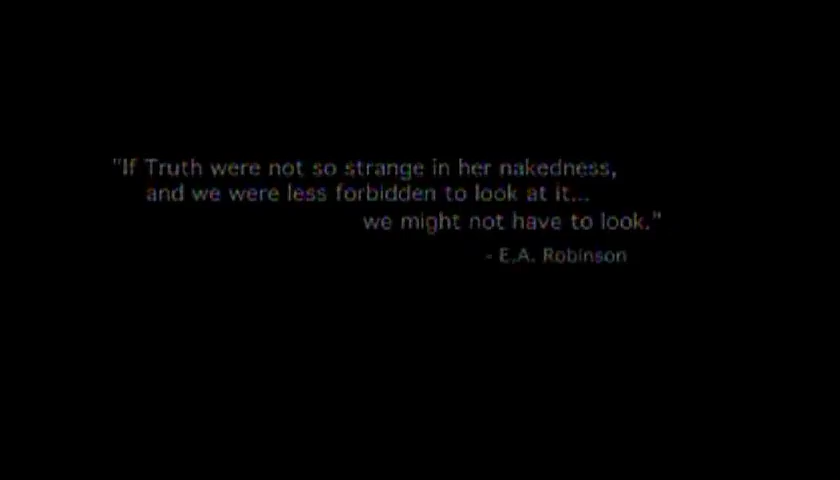 "If Truth were not so strange in her nakedness,
and we were less forbidden to look at it...
we might not have to look."
- E.A. Robinson